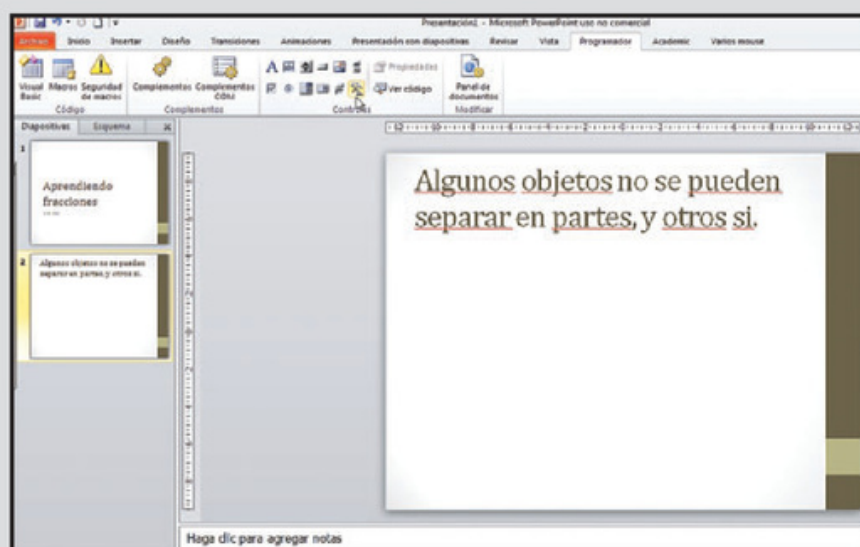 Presentación1 - Microsoft PowerPoint uso no comercial
Archivo Inicio Insertar Diseño Transiciones Animaciones Presentación con diapositivas Revisar Vista Programador Academic Varios mouse
Visual Basic Macros Seguridad de macros Complementos Complementos COM Propiedades Ver código Panel de documentos
Código Complementos Controles Modificar
Diapositivas Esquema
1
Aprendiendo
fracciones
2
Algunos objetos no se pueden
separar en partes, y otros si.
Algunos objetos no se pueden
separar en partes, y otros si.
Haga clic para agregar notas